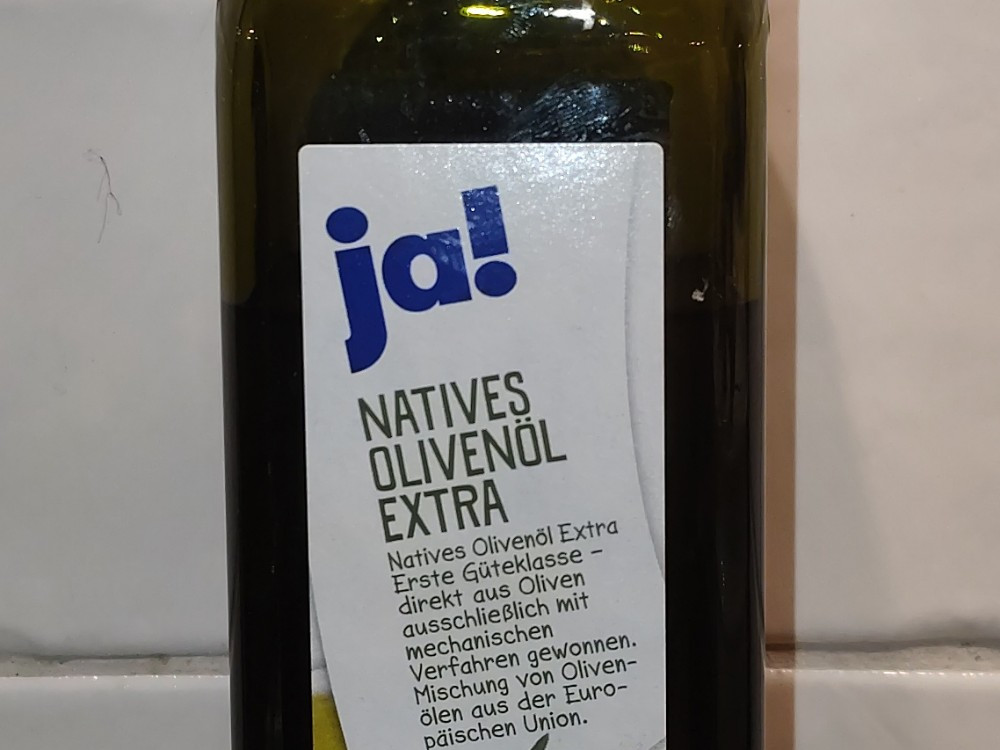 ja!
NATIVES
OLIVENÖL
EXTRA
Natives Olivenöl Extra
Erste Güteklasse –
direkt aus Oliven
ausschließlich mit
mechanischen
Verfahren gewonnen.
Mischung von Oliven-
ölen aus der Euro-
päischen Union.